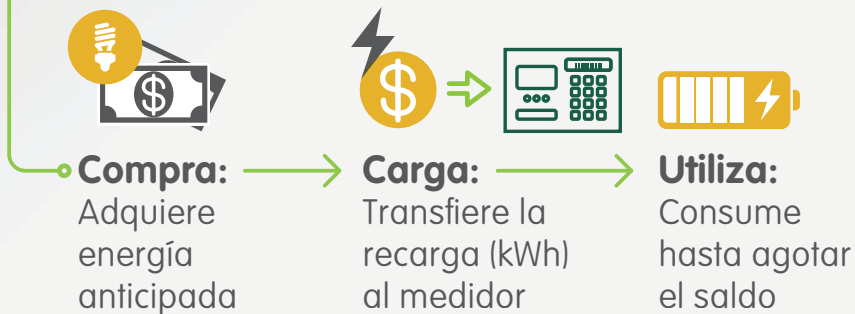 $
$
Compra:
Adquiere
energía
anticipada
Carga:
Transfiere la
recarga (kWh)
al medidor
Utiliza:
Consume
hasta agotar
el saldo